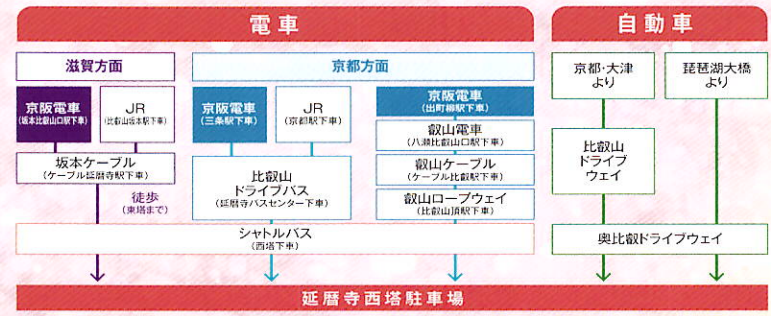 電車
自動車
滋賀方面
京都方面
京都・大津
より
琵琶湖大橋
より
京阪電車
(坂本比叡山口駅下車)
JR
(比叡山坂本駅下車)
京阪電車
(三条駅下車)
JR
(京都駅下車)
京阪電車
(出町柳駅下車)
叡山電車
(八瀬比叡山口駅下車)
坂本ケーブル
(ケーブル延暦寺駅下車)
徒歩
(東塔まで)
比叡山
ドライブバス
(延暦寺バスセンター下車)
叡山ケーブル
(ケーブル比叡駅下車)
叡山ロープウェイ
(比叡山頂駅下車)
比叡山
ドライブ
ウェイ
シャトルバス
(西塔下車)
奥比叡ドライブウェイ
延暦寺西塔駐車場